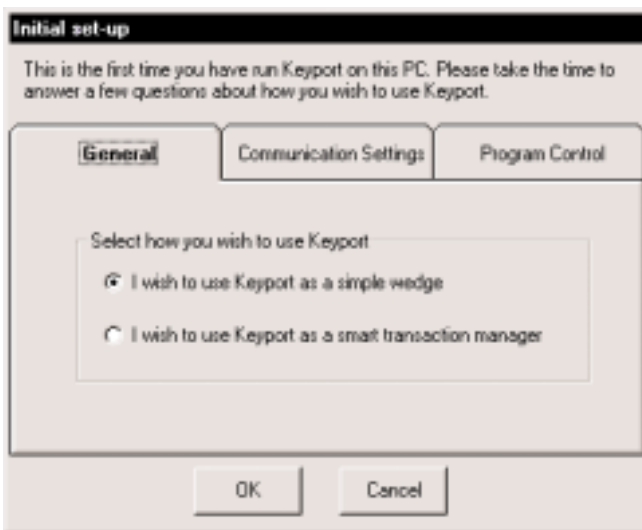 Initial set-up
This is the first time you have run Keyport on this PC. Please take the time to
answer a few questions about how you wish to use Keyport.
General
Communication Settings
Program Control
Select how you wish to use Keyport
I wish to use Keyport as a simple wedge
I wish to use Keyport as a smart transaction manager
OK
Cancel